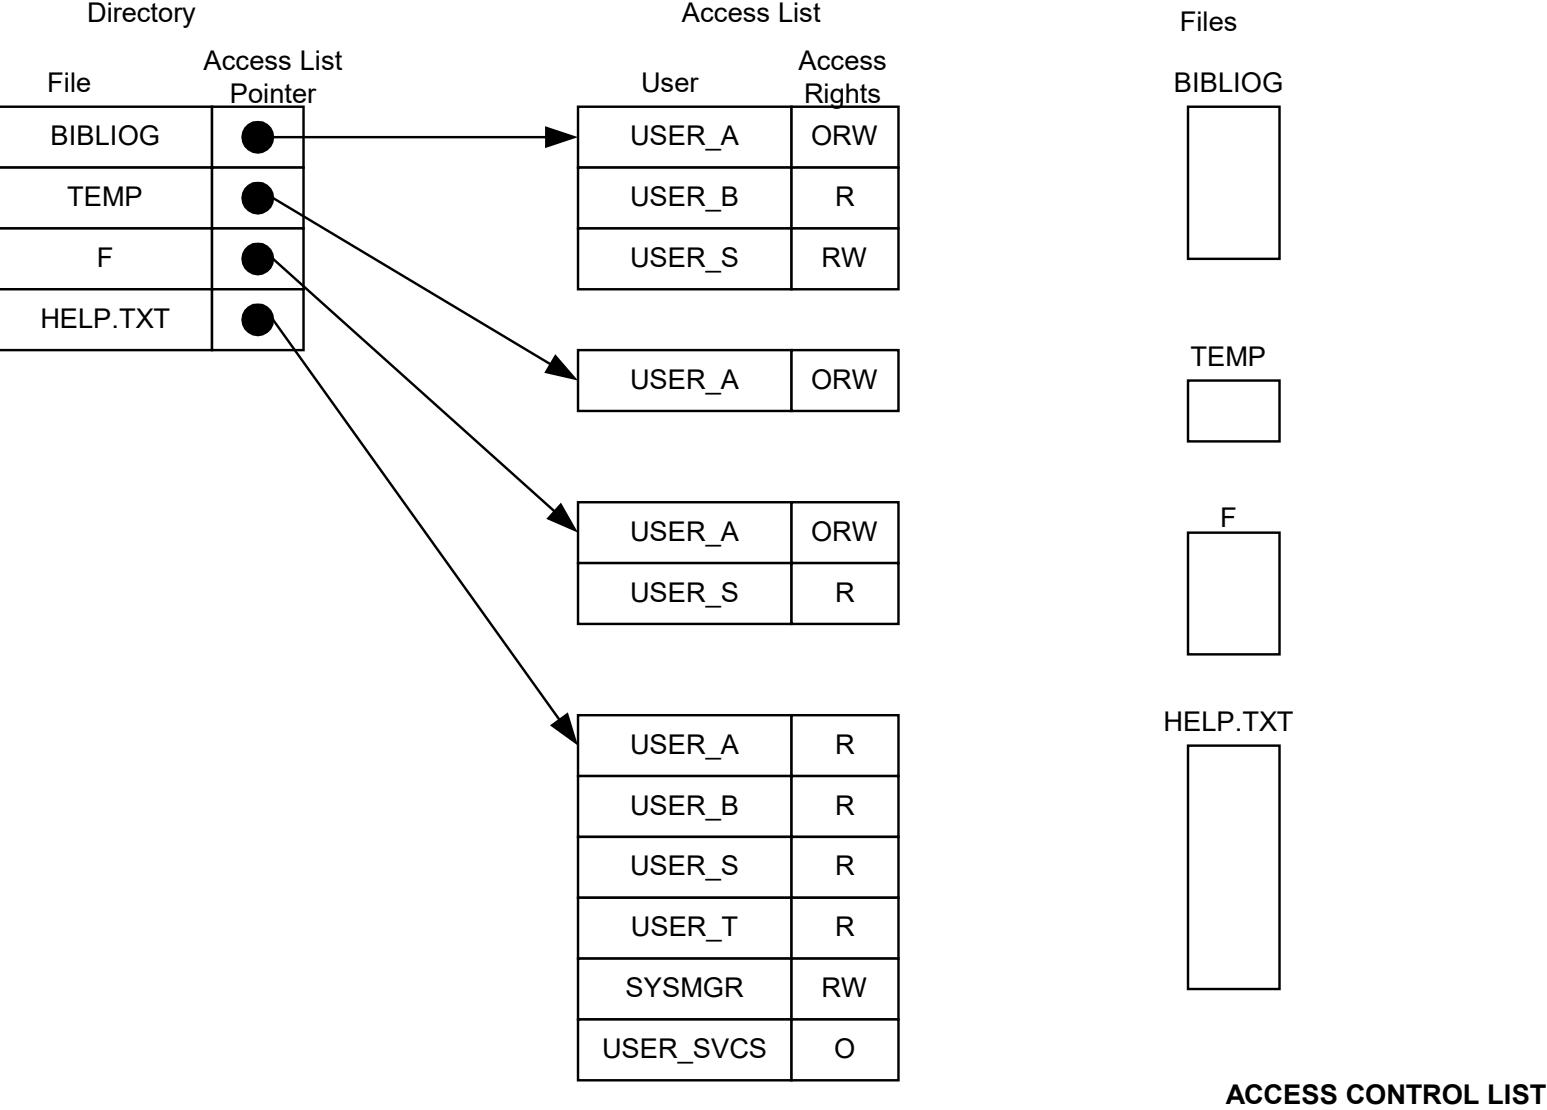 Directory
Access List
Files
File
Access List
Pointer
User
Access
Rights
BIBLIOG
TEMP
F
HELP.TXT
USER_A ORW
USER_B R
USER_S RW
USER_A ORW
USER_A ORW
USER_S R
USER_A R
USER_B R
USER_S R
USER_T R
SYSMGR RW
USER_SVCS O
BIBLIOG
TEMP
F
HELP.TXT
ACCESS CONTROL LIST